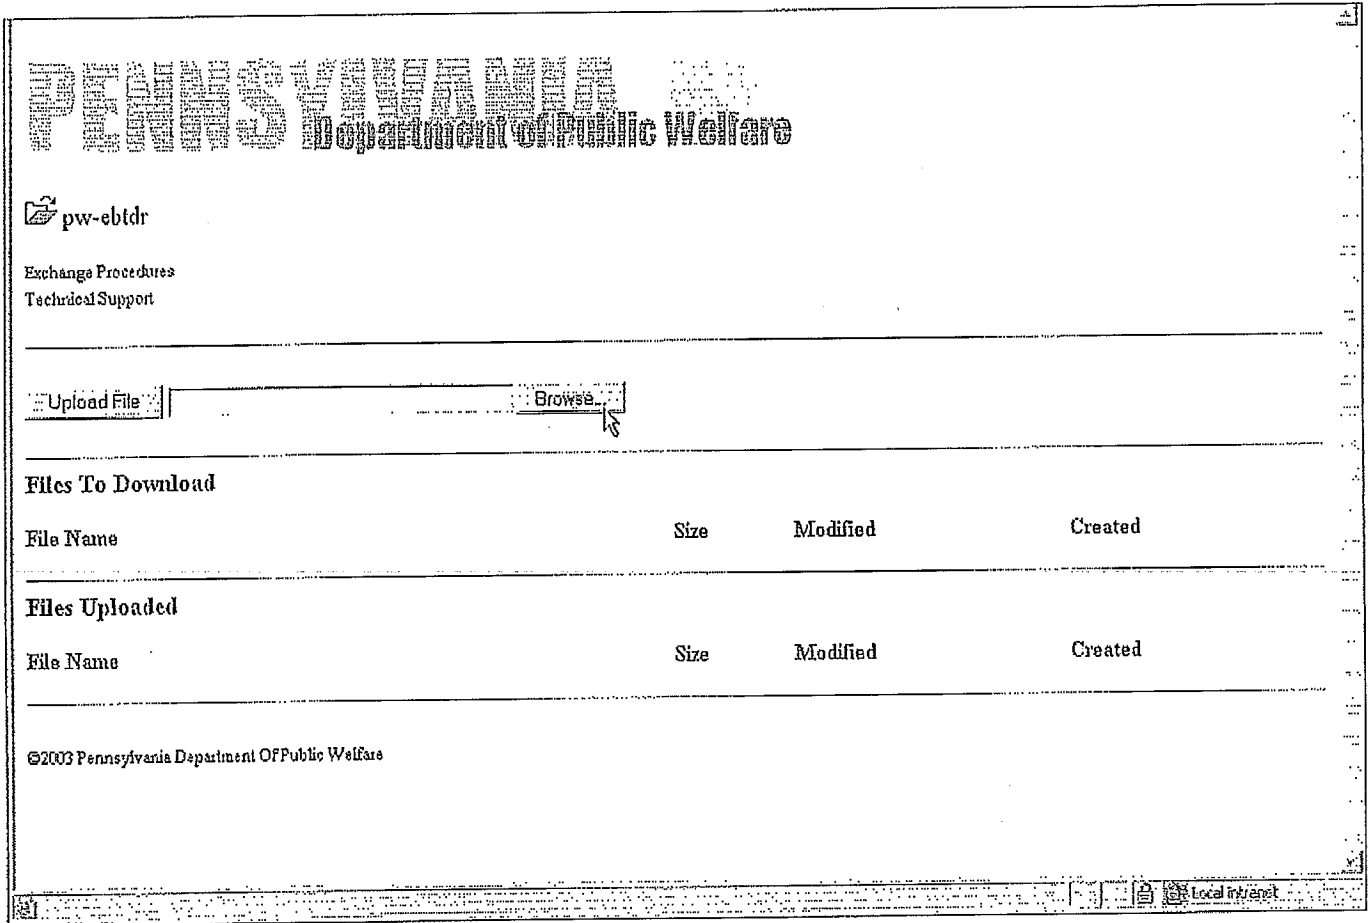 PENNSYLVANIA
Department of Public Welfare
pw-ebtdr
Exchange Procedures
Technical Support
Upload File Browse...
Files To Download
File Name Size Modified Created
Files Uploaded
File Name Size Modified Created
©2003 Pennsylvania Department Of Public Welfare
Local intranet